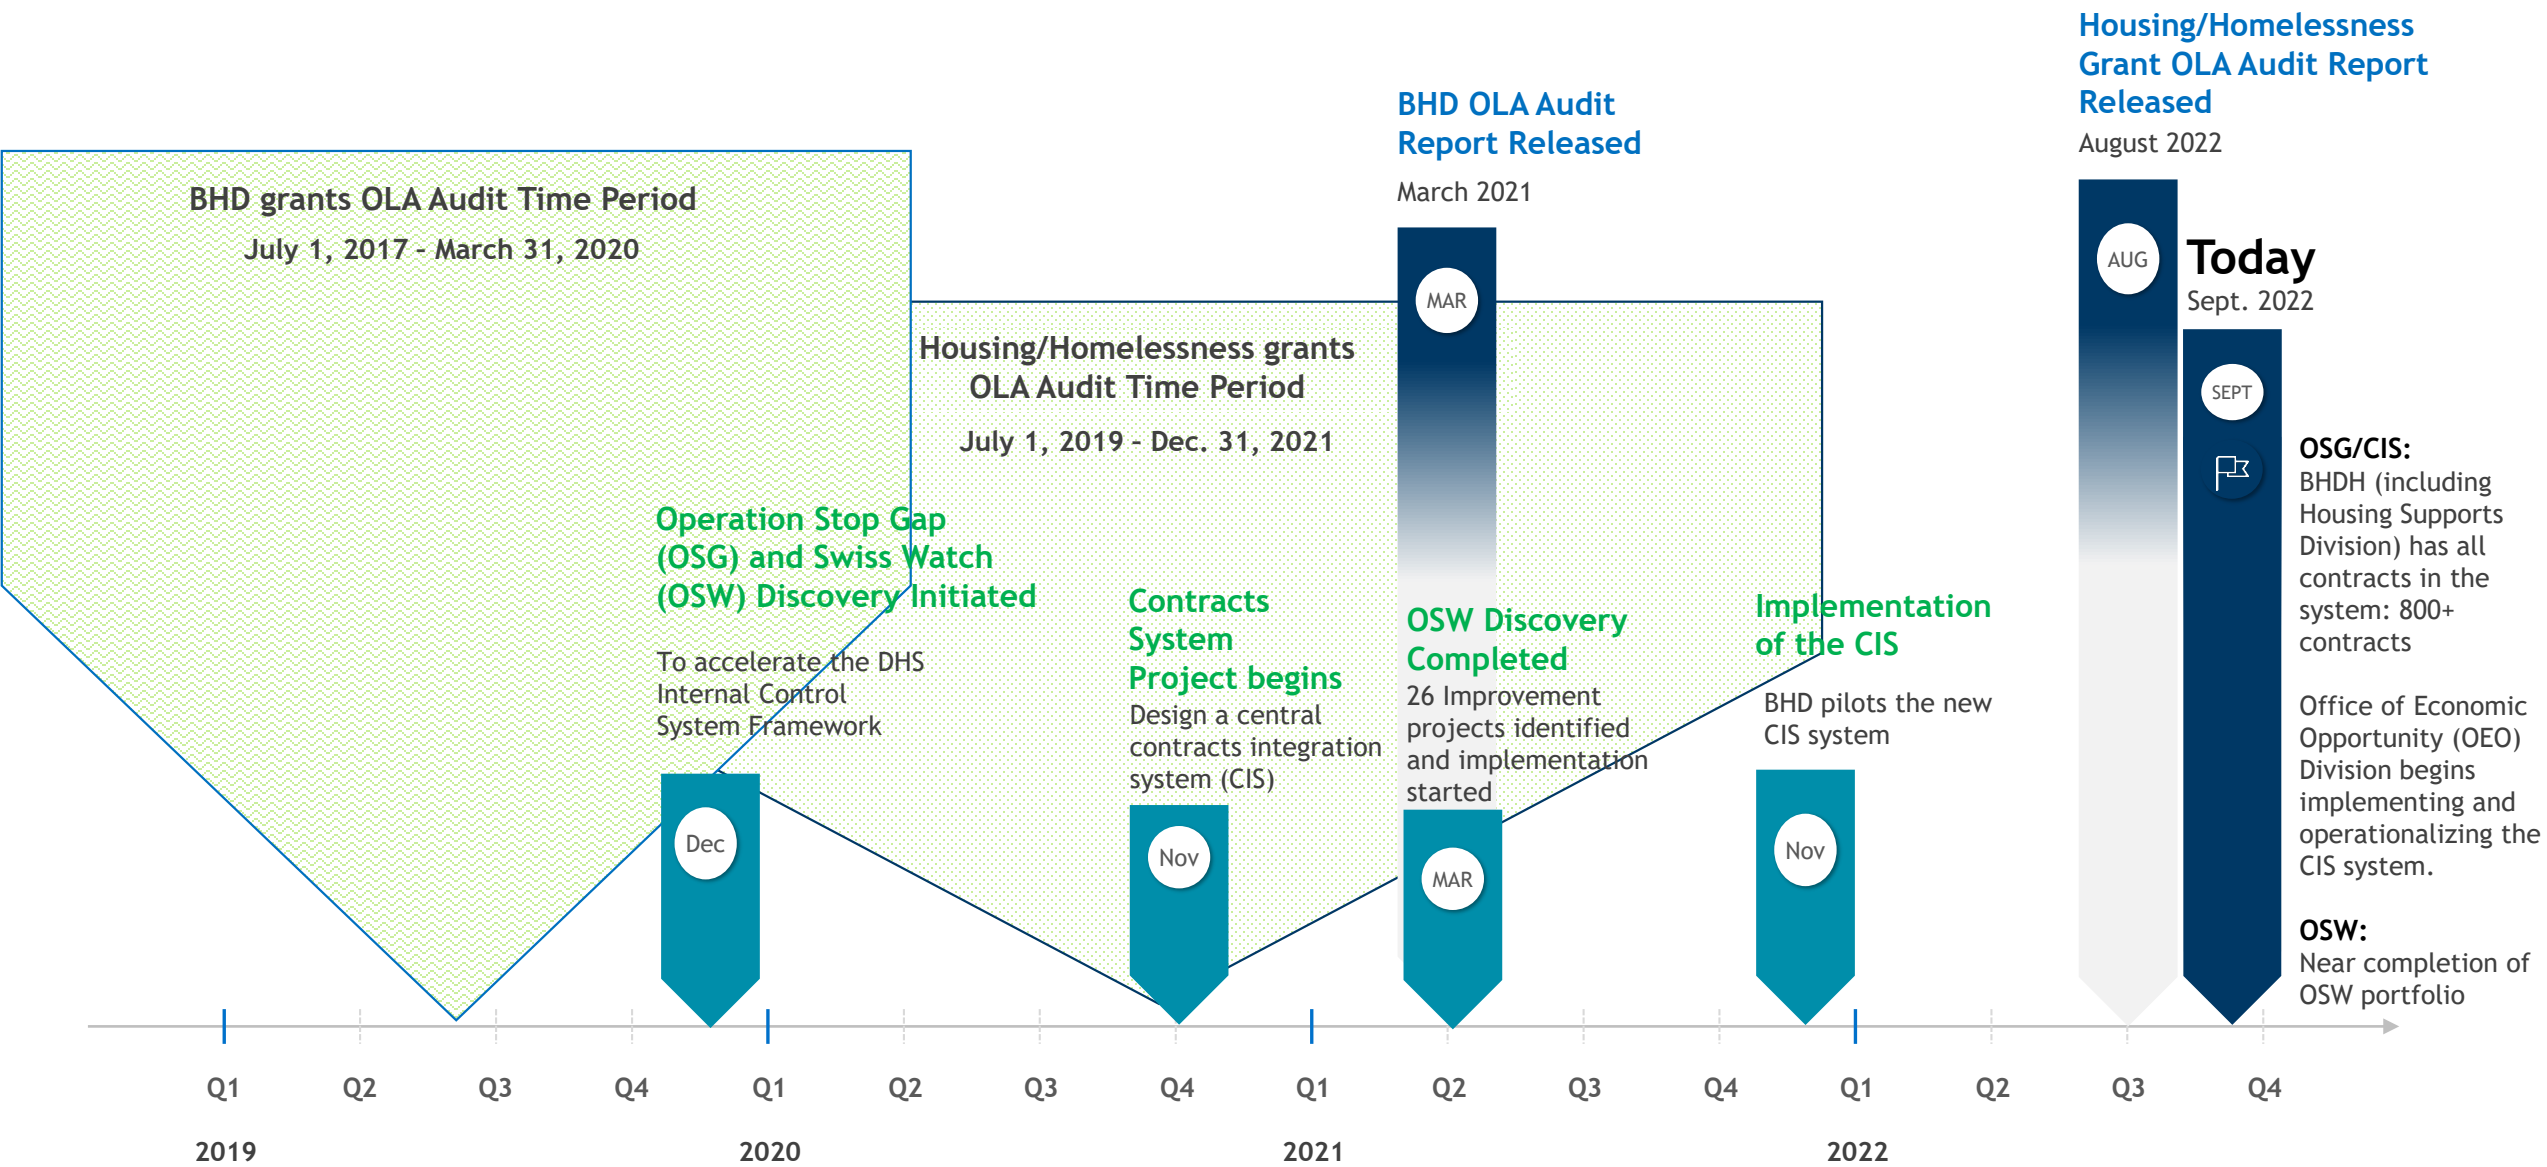 Housing/Homelessness
Grant OLA Audit Report
Released
August 2022
BHD OLA Audit
Report Released
March 2021
BHD grants OLA Audit Time Period
July 1, 2017 – March 31, 2020
AUG
Today
Sept. 2022
MAR
Housing/Homelessness grants
OLA Audit Time Period
July 1, 2019 – Dec. 31, 2021
SEPT
OSG/CIS:
BHDH (including
Housing Supports
Division) has all
contracts in the
system: 800+
contracts
Office of Economic
Opportunity (OEO)
Division begins
implementing and
operationalizing the
CIS system.
OSW:
Near completion of
OSW portfolio
Operation Stop Gap
(OSG) and Swiss Watch
(OSW) Discovery Initiated
To accelerate the DHS
Internal Control
System Framework
Dec
Contracts
System
Project begins
Design a central
contracts integration
system (CIS)
Nov
OSW Discovery
Completed
26 Improvement
projects identified
and implementation
started
MAR
Implementation
of the CIS
BHD pilots the new
CIS system
Nov
Q1 Q2 Q3 Q4 Q1 Q2 Q3 Q4 Q1 Q2 Q3 Q4 Q1 Q2 Q3 Q4
2019 2020 2021 2022